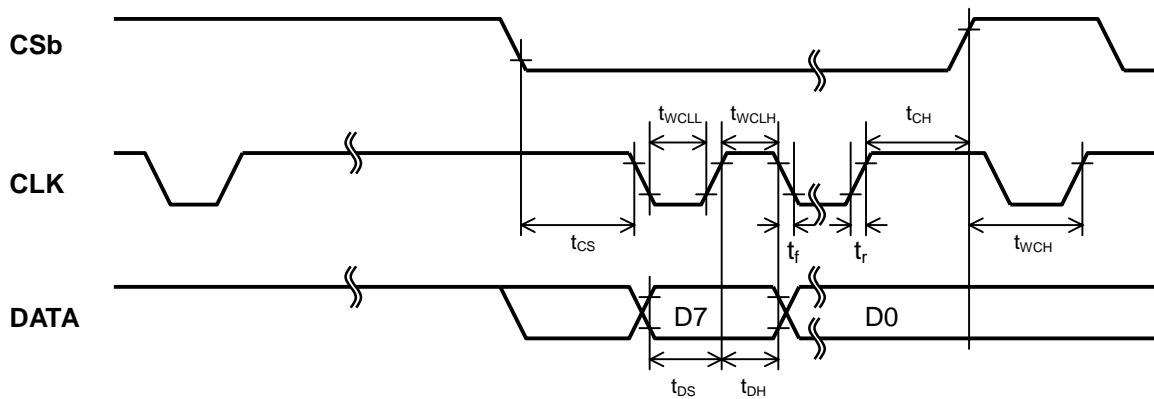 CSb
tWCLL tWCLH tCH
CLK
tCS tf tr tWCH
DATA D7 D0
tDS tDH